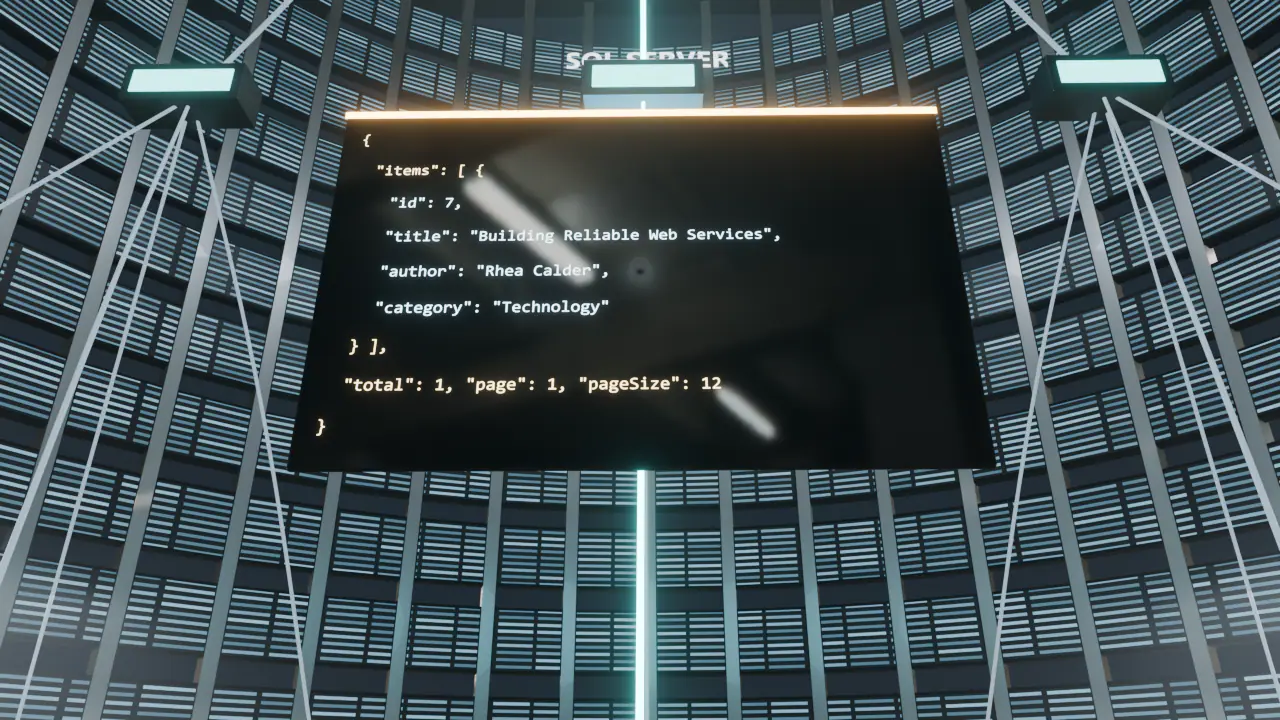 SQL SERVER
{
"items": [ {
"id": 7,
"title": "Building Reliable Web Services",
"author": "Rhea Calder",
"category": "Technology"
} ],
"total": 1, "page": 1, "pageSize": 12
}